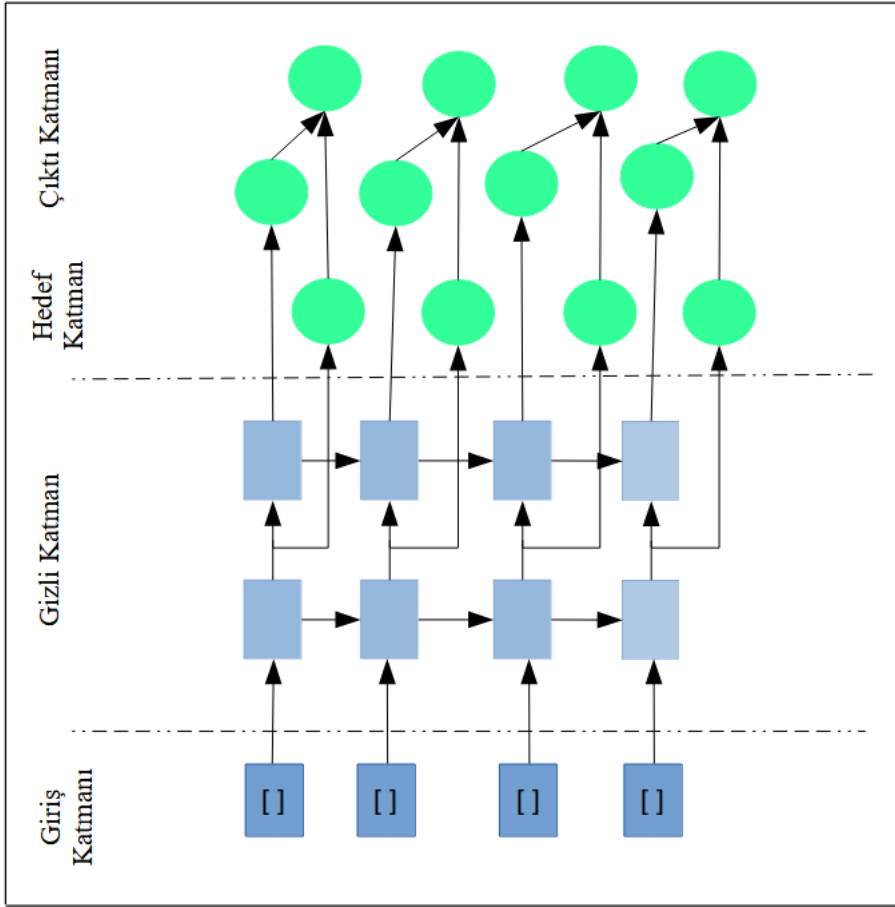 Çıktı Katmanı
Hedef
Katman
Gizli Katman
Giriş
Katmanı
[ ]
[ ]
[ ]
[ ]